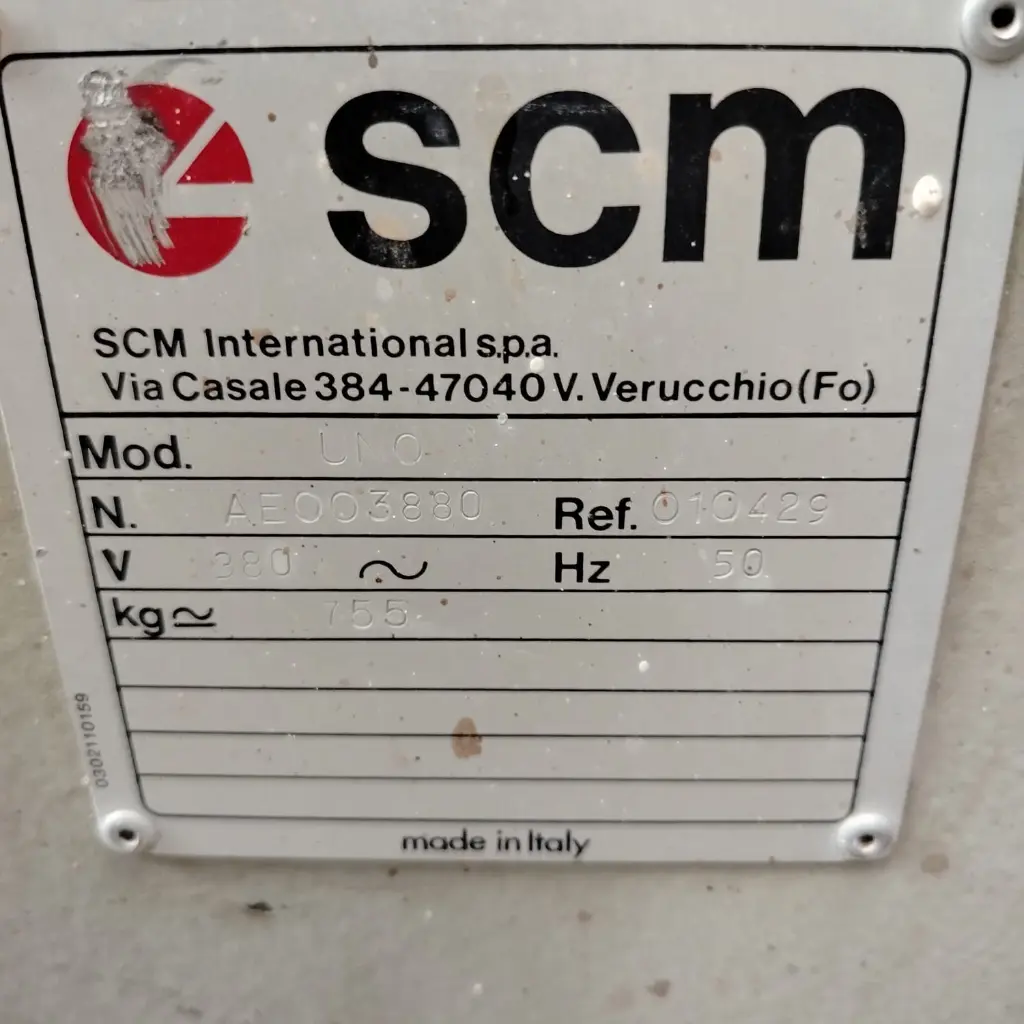 scm
SCM International s.p.a.
Via Casale 384-47040 V. Verucchio (Fo)
Mod. UNO
N. AE003880 Ref. 010429
V 380 ~ Hz 50
kg ≃ 755
0302110159
made in Italy